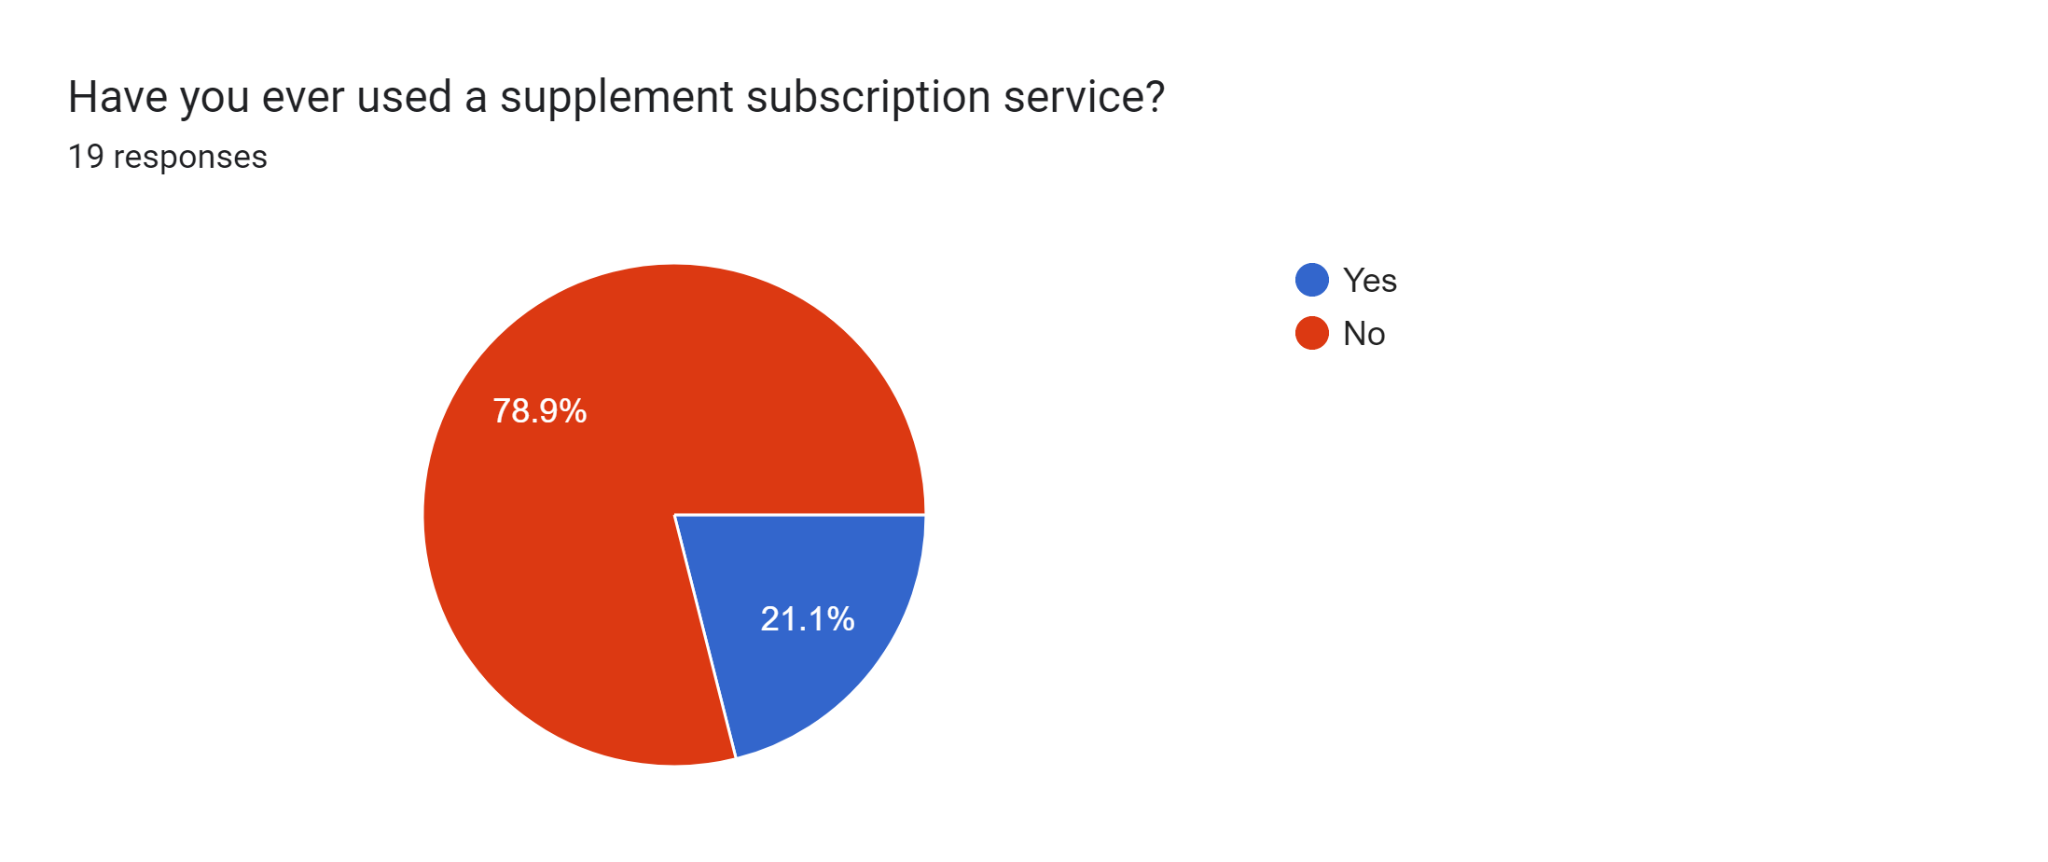 Have you ever used a supplement subscription service?
19 responses
Yes
No
78.9%
21.1%